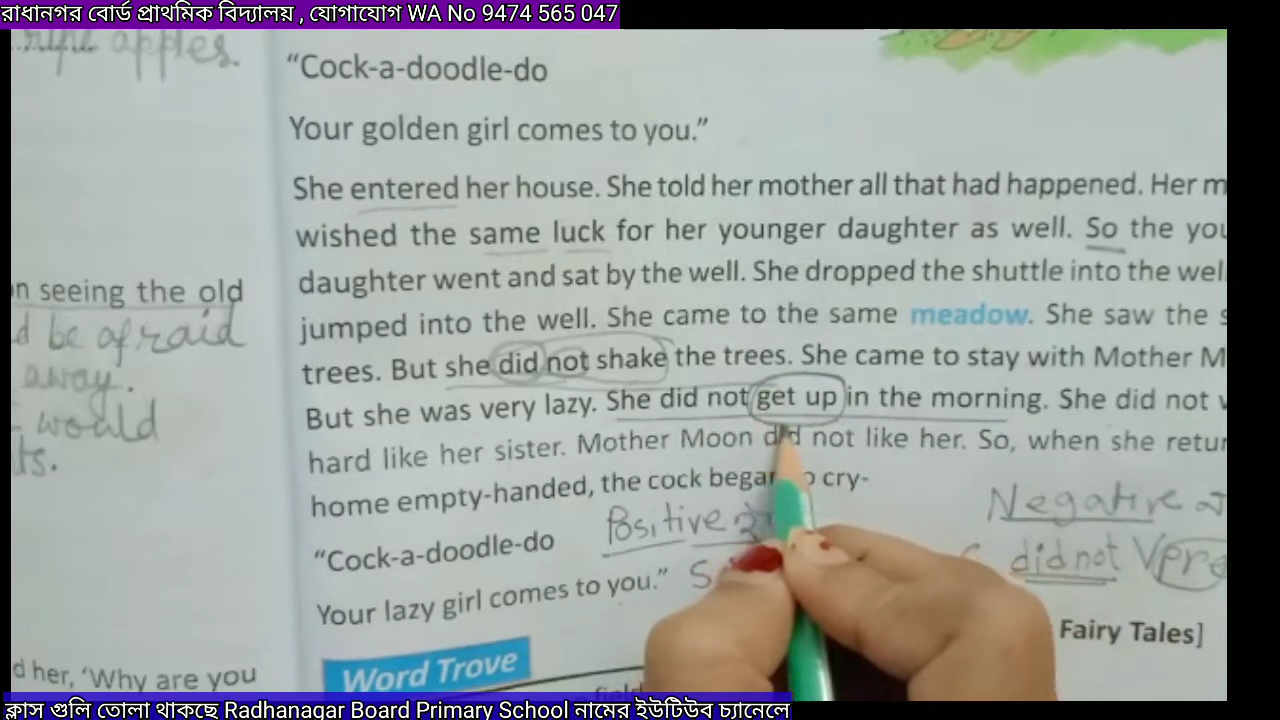 রাধানগর বোর্ড প্রাথমিক বিদ্যালয় , যোগাযোগ WA No 9474 565 047
ripe apples.
"Cock-a-doodle-do
Your golden girl comes to you."
She entered her house. She told her mother all that had happened. Her m
wished the same luck for her younger daughter as well. So the you
daughter went and sat by the well. She dropped the shuttle into the wel
jumped into the well. She came to the same meadow. She saw the s
trees. But she did not shake the trees. She came to stay with Mother M
But she was very lazy. She did not get up in the morning. She did not w
hard like her sister. Mother Moon did not like her. So, when she retur
home empty-handed, the cock began to cry-
"Cock-a-doodle-do
Your lazy girl comes to you."
n seeing the old
d be afraid
away.
would
ts.
d her, 'Why are you
Positive
Negative
did not
Fairy Tales]
Word Trove
field
ক্লাস গুলি তোলা থাকছে Radhanagar Board Primary School নামের ইউটিউব চ্যানেলে